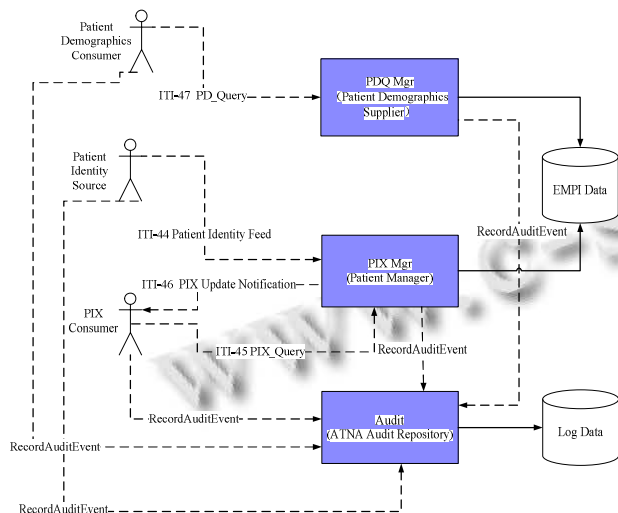 Patient
Demographics
Consumer
ITI-47 PD_Query
PDQ Mgr
(Patient Demographics
Supplier)
Patient
Identity
Source
EMPI Data
RecordAuditEvent
ITI-44 Patient Identity Feed
PIX Mgr
(Patient Manager)
ITI-46 PIX Update Notification
PIX
Consumer
ITI-45 PIX_Query
RecordAuditEvent
RecordAuditEvent
Audit
(ATNA Audit Repository)
Log Data
RecordAuditEvent
RecordAuditEvent